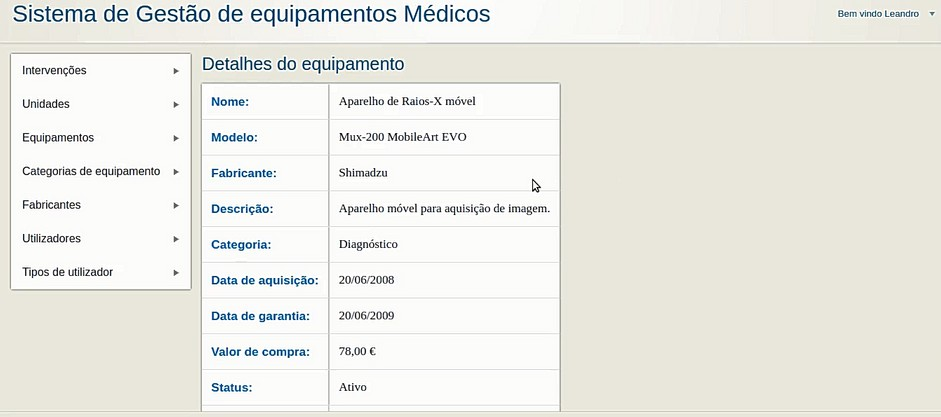 Sistema de Gestão de equipamentos Médicos
Bem vindo Leandro
Intervenções
Unidades
Equipamentos
Categorias de equipamento
Fabricantes
Utilizadores
Tipos de utilizador
Detalhes do equipamento
Nome: Aparelho de Raios-X móvel
Modelo: Mux-200 MobileArt EVO
Fabricante: Shimadzu
Descrição: Aparelho móvel para aquisição de imagem.
Categoria: Diagnóstico
Data de aquisição: 20/06/2008
Data de garantia: 20/06/2009
Valor de compra: 78,00 €
Status: Ativo